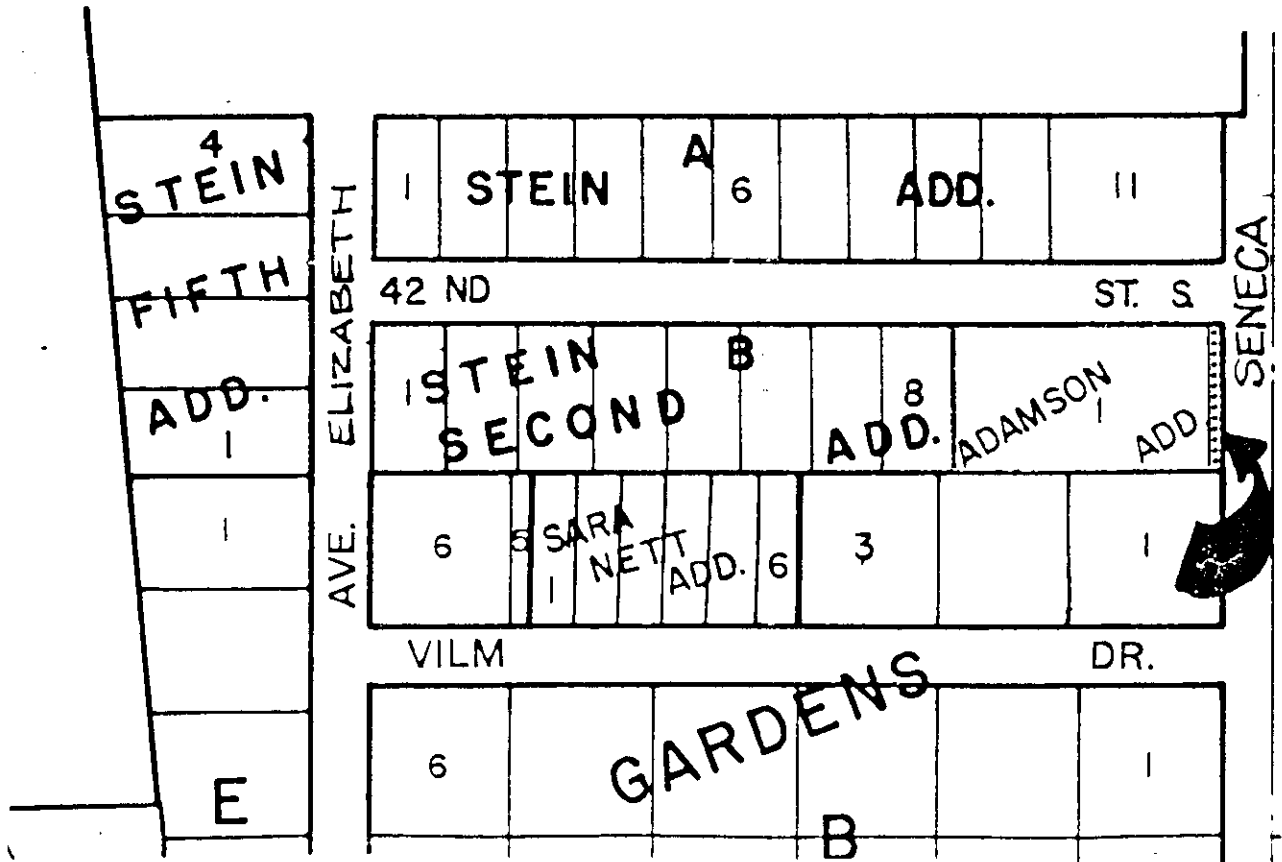 4
STEIN
FIFTH
ADD.
1
1
E
AVE. ELIZABETH
A
1 STEIN 6 ADD. 11
42 ND ST. S.
SENECA
B
1 STEIN 8
SECOND ADD.
ADAMSON 1
ADD
6 5 SARA 3 1
NETT
1 ADD. 6
VILM DR.
GARDENS
6 1
B